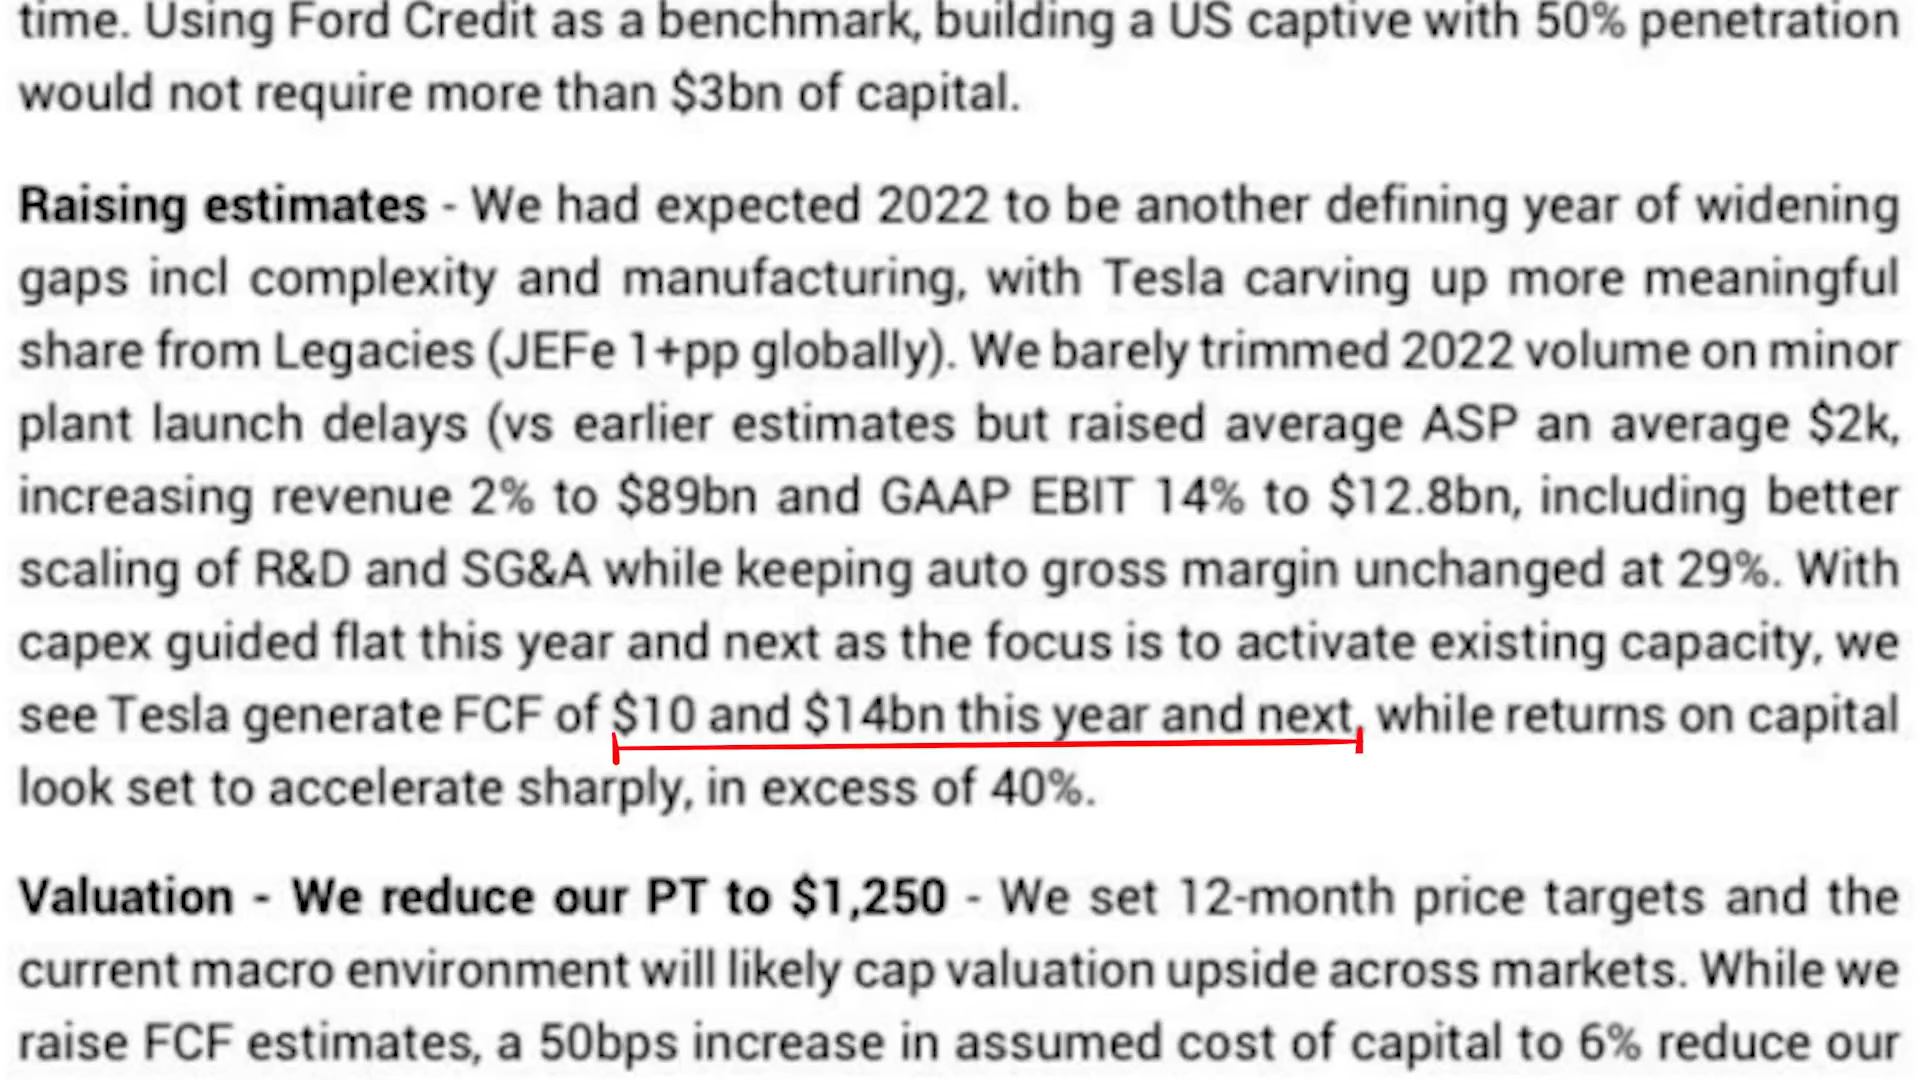 time. Using Ford Credit as a benchmark, building a US captive with 50% penetration
would not require more than $3bn of capital.
Raising estimates - We had expected 2022 to be another defining year of widening
gaps incl complexity and manufacturing, with Tesla carving up more meaningful
share from Legacies (JEFe 1+pp globally). We barely trimmed 2022 volume on minor
plant launch delays (vs earlier estimates but raised average ASP an average $2k,
increasing revenue 2% to $89bn and GAAP EBIT 14% to $12.8bn, including better
scaling of R&D and SG&A while keeping auto gross margin unchanged at 29%. With
capex guided flat this year and next as the focus is to activate existing capacity, we
see Tesla generate FCF of $10 and $14bn this year and next, while returns on capital
look set to accelerate sharply, in excess of 40%.
Valuation - We reduce our PT to $1,250 - We set 12-month price targets and the
current macro environment will likely cap valuation upside across markets. While we
raise FCF estimates, a 50bps increase in assumed cost of capital to 6% reduce our